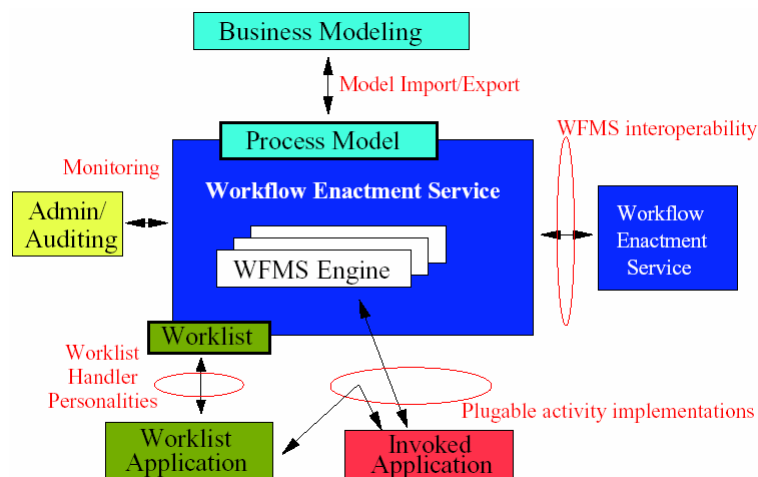 Business Modeling
Model Import/Export
WFMS interoperability
Process Model
Monitoring
Workflow Enactment Service
Admin/
Auditing
Workflow
Enactment
Service
WFMS Engine
Worklist
Worklist
Handler
Personalities
Plugable activity implementations
Worklist
Application
Invoked
Application